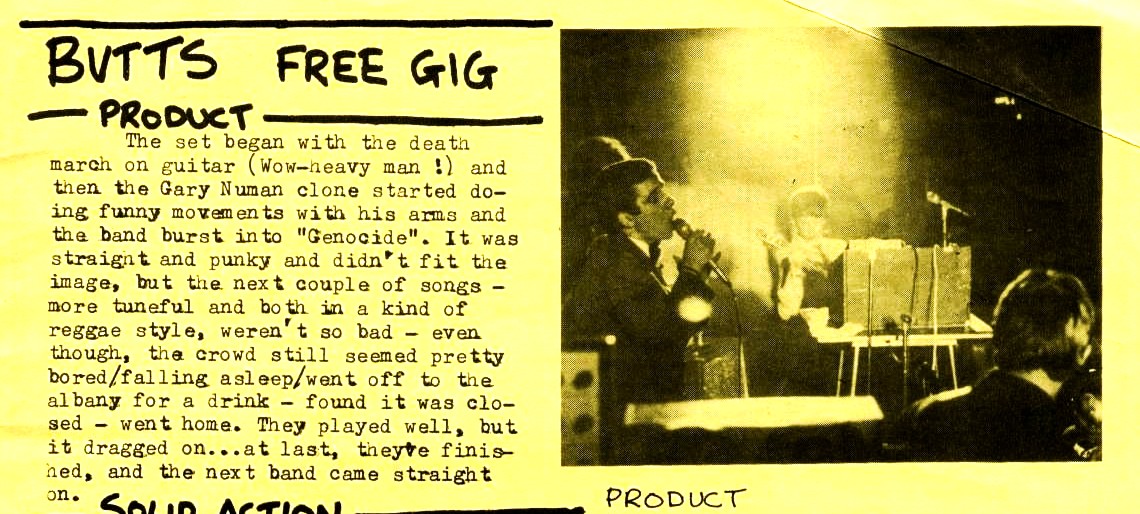 BUTTS FREE GIG
PRODUCT
The set began with the death
march on guitar (Wow-heavy man !) and
then the Gary Numan clone started do-
ing funny movements with his arms and
the band burst into "Genocide". It was
straight and punky and didn't fit the
image, but the next couple of songs -
more tuneful and both in a kind of
reggae style, weren't so bad - even
though, the crowd still seemed pretty
bored/falling asleep/went off to the
albany for a drink - found it was clo-
sed - went home. They played well, but
it dragged on...at last, they've finis-
hed, and the next band came straight
on.
SOLID ACTION
PRODUCT